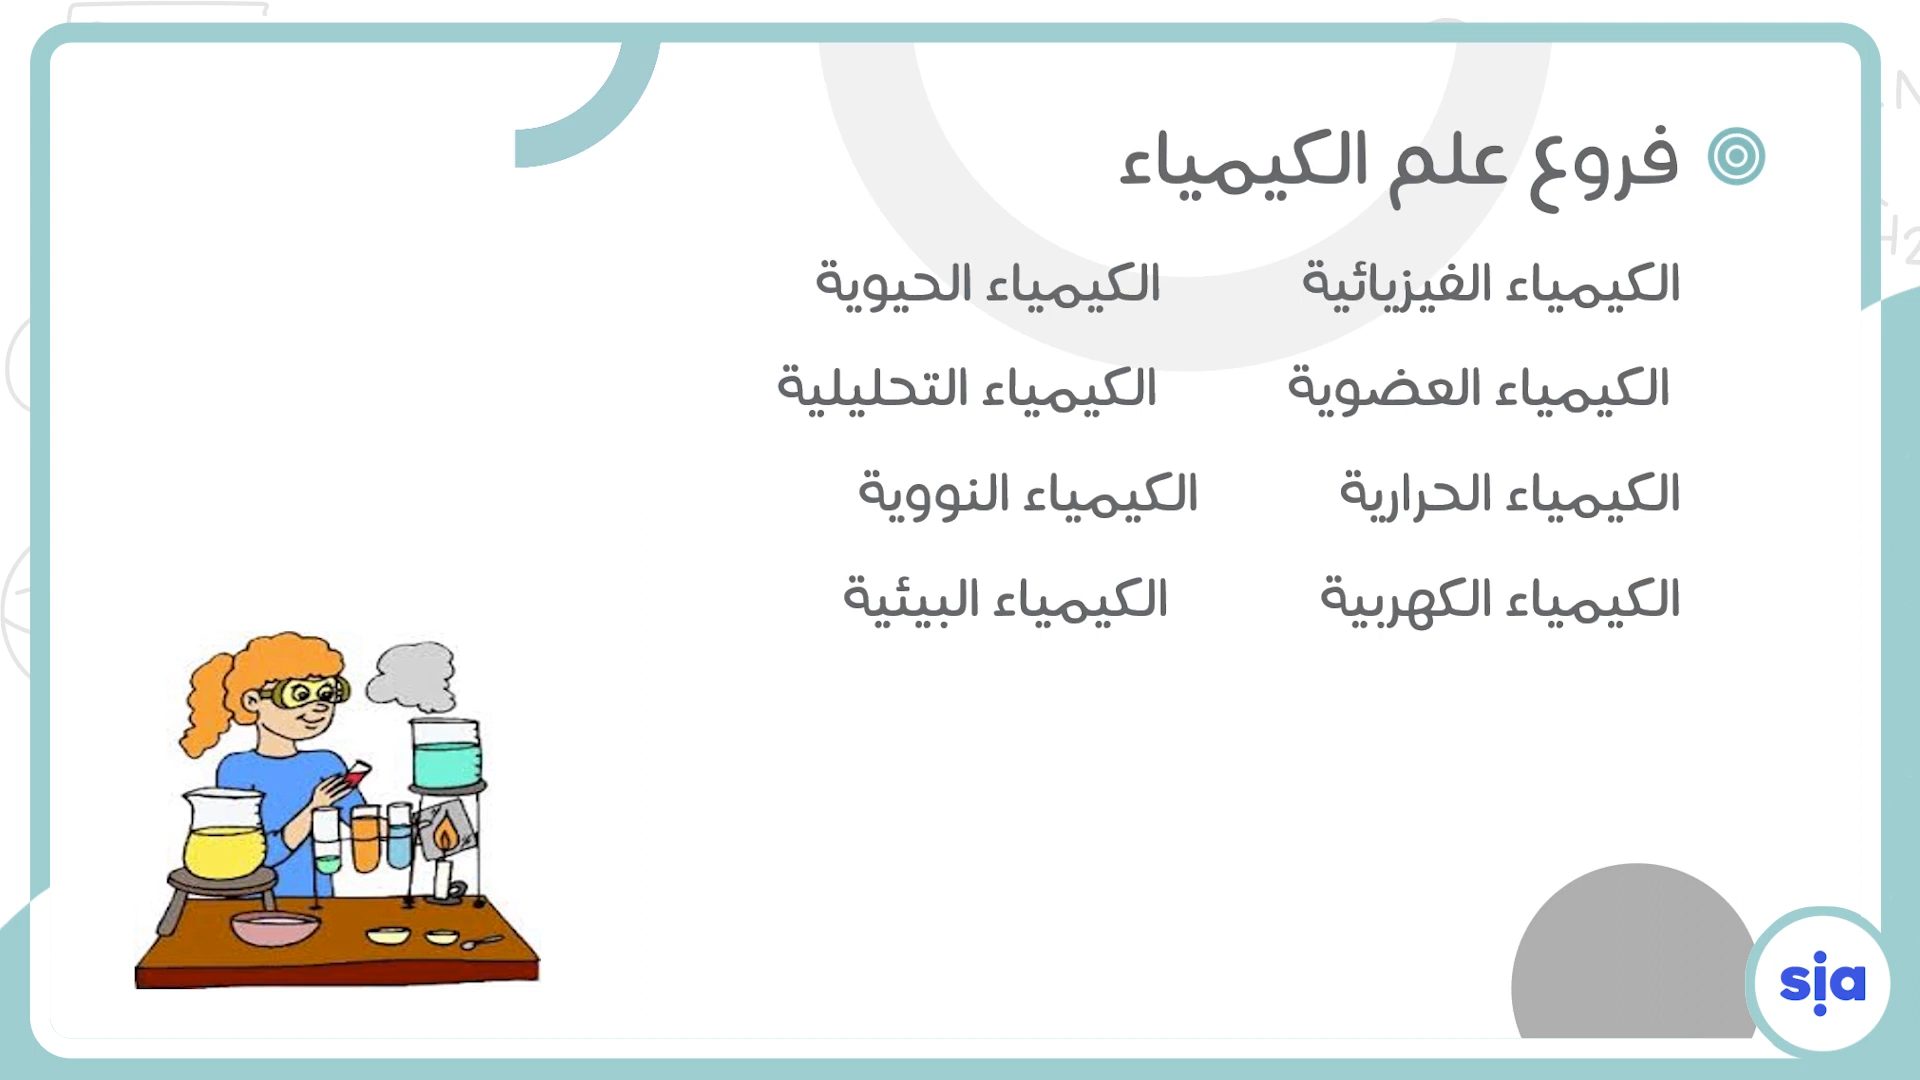 فروع علم الكيمياء
الكيمياء الفيزيائية الكيمياء الحيوية
الكيمياء العضوية الكيمياء التحليلية
الكيمياء الحرارية الكيمياء النووية
الكيمياء الكهربية الكيمياء البيئية
sia